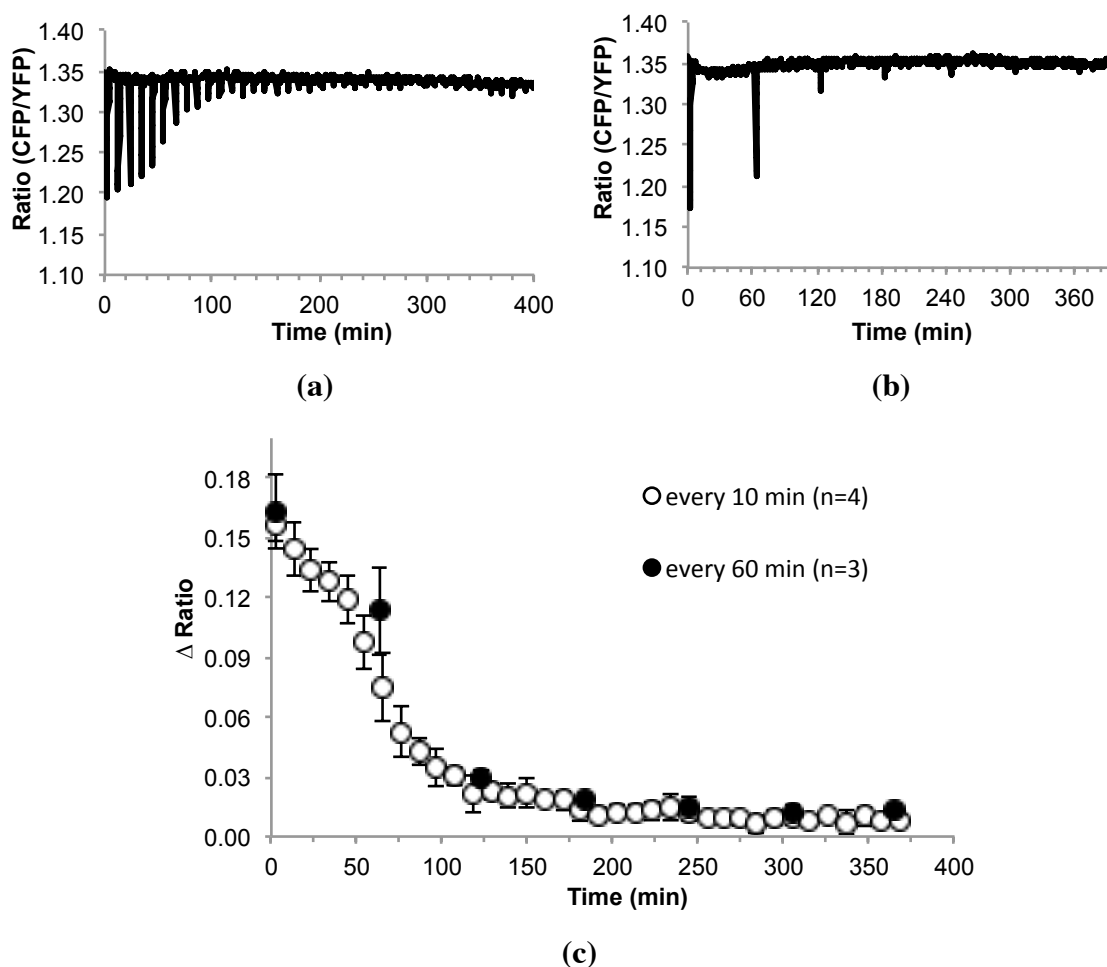 1.40
1.35
1.30
1.25
1.20
1.15
1.10
Ratio (CFP/YFP)
0 100 200 300 400
Time (min)
(a)
1.40
1.35
1.30
1.25
1.20
1.15
1.10
Ratio (CFP/YFP)
0 60 120 180 240 300 360
Time (min)
(b)
0.18
0.15
0.12
0.09
0.06
0.03
0.00
Δ Ratio
every 10 min (n=4)
every 60 min (n=3)
0 50 100 150 200 250 300 350 400
Time (min)
(c)